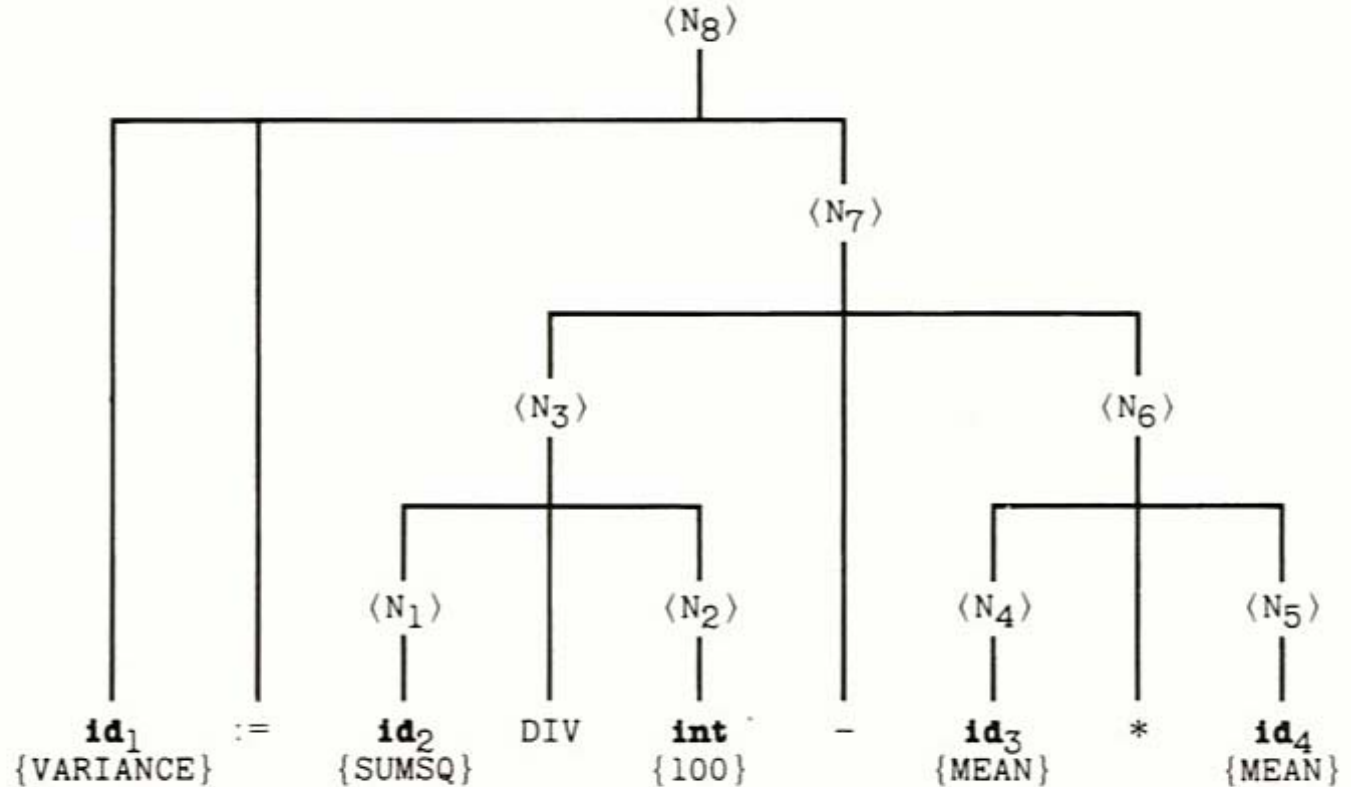 ⟨N₈⟩
⟨N₇⟩
⟨N₃⟩ ⟨N₆⟩
⟨N₁⟩ ⟨N₂⟩ ⟨N₄⟩ ⟨N₅⟩
id₁ := id₂ DIV int - id₃ * id₄
{VARIANCE} {SUMSQ} {100} {MEAN} {MEAN}